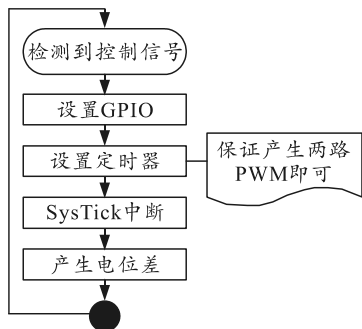 检测到控制信号
设置GPIO
设置定时器
保证产生两路
PWM即可
SysTick中断
产生电位差